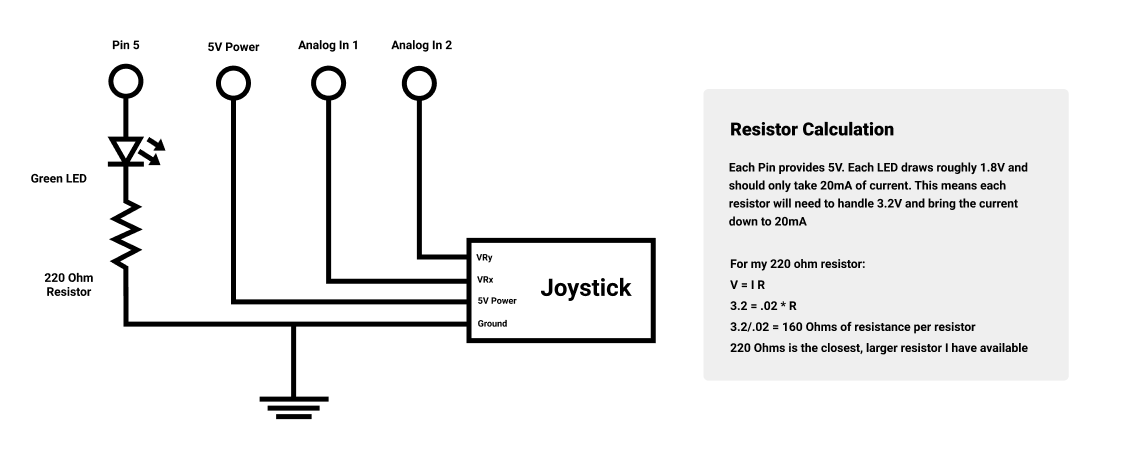 Pin 5
5V Power
Analog In 1
Analog In 2
Green LED
220 Ohm
Resistor
VRy
VRx
5V Power
Ground
Joystick
Resistor Calculation
Each Pin provides 5V. Each LED draws roughly 1.8V and
should only take 20mA of current. This means each
resistor will need to handle 3.2V and bring the current
down to 20mA
For my 220 ohm resistor:
V = I R
3.2 = .02 * R
3.2/.02 = 160 Ohms of resistance per resistor
220 Ohms is the closest, larger resistor I have available